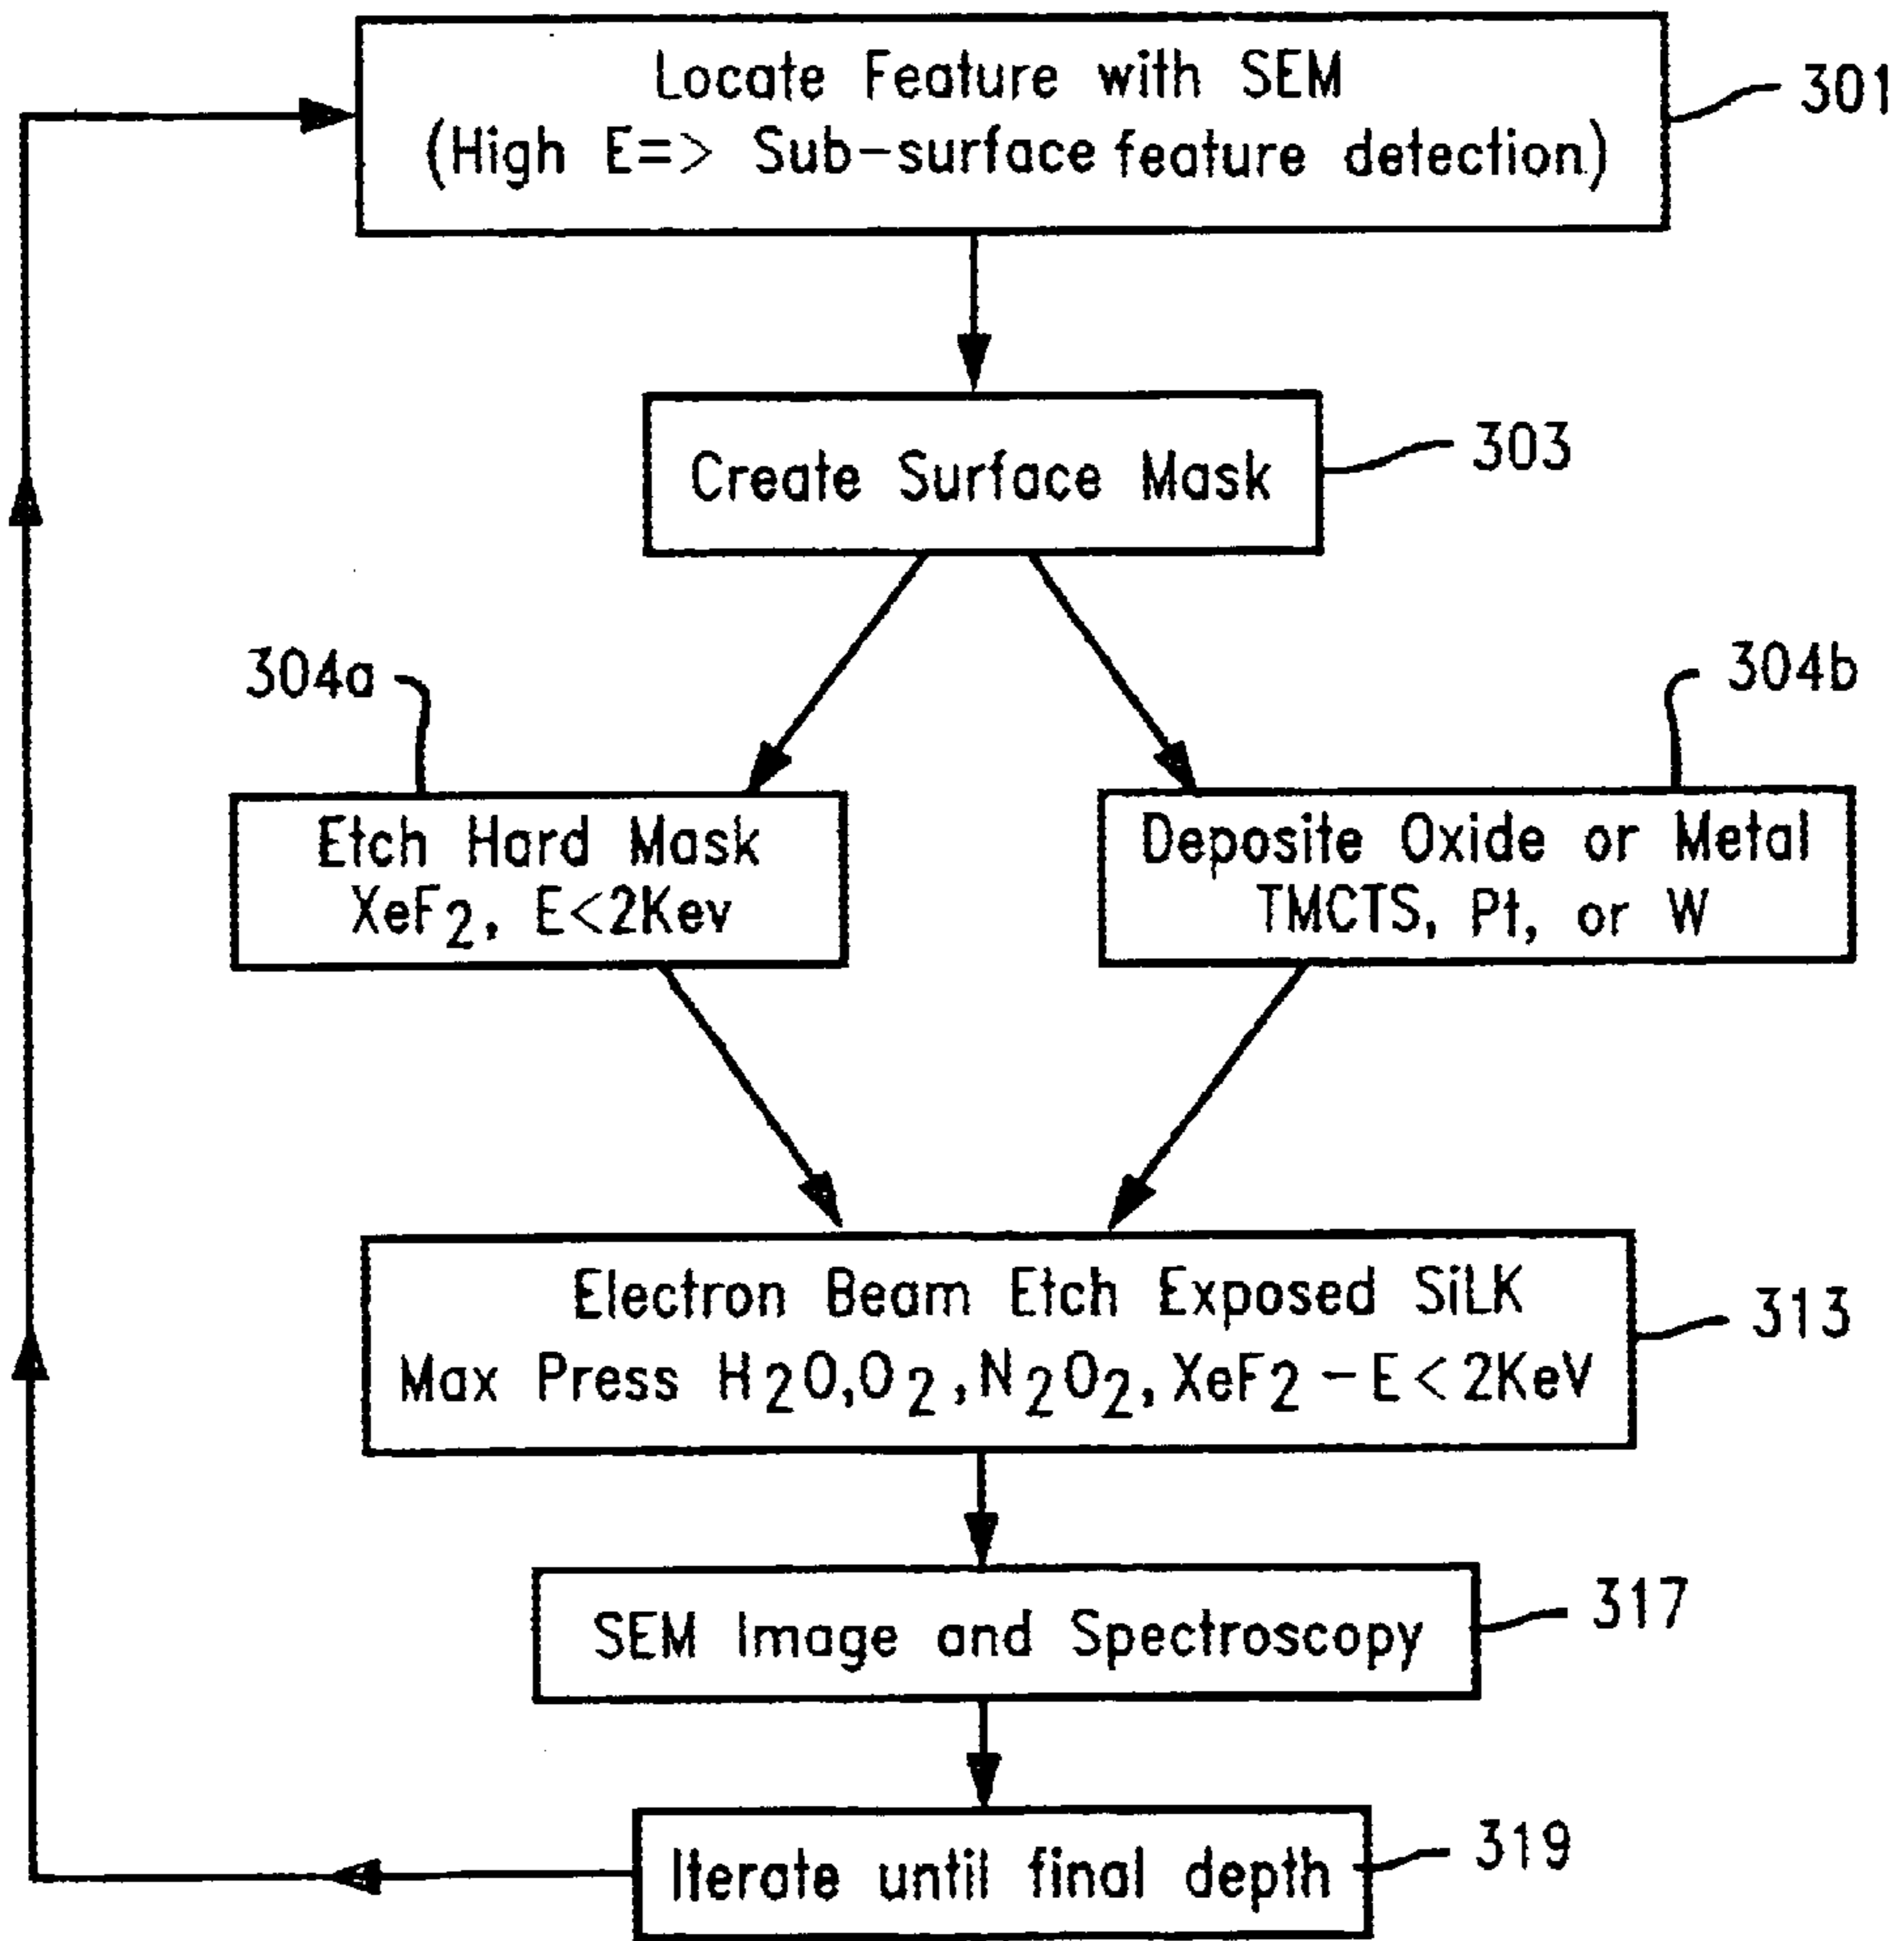 Locate Feature with SEM
(High E=> Sub-surface feature detection)
301
Create Surface Mask
303
304a
304b
Etch Hard Mask
XeF2, E<2Kev
Deposite Oxide or Metal
TMCTS, Pt, or W
Electron Beam Etch Exposed SiLK
Max Press H2O,O2,N2O2,XeF2-E<2KeV
313
SEM Image and Spectroscopy
317
Iterate until final depth
319